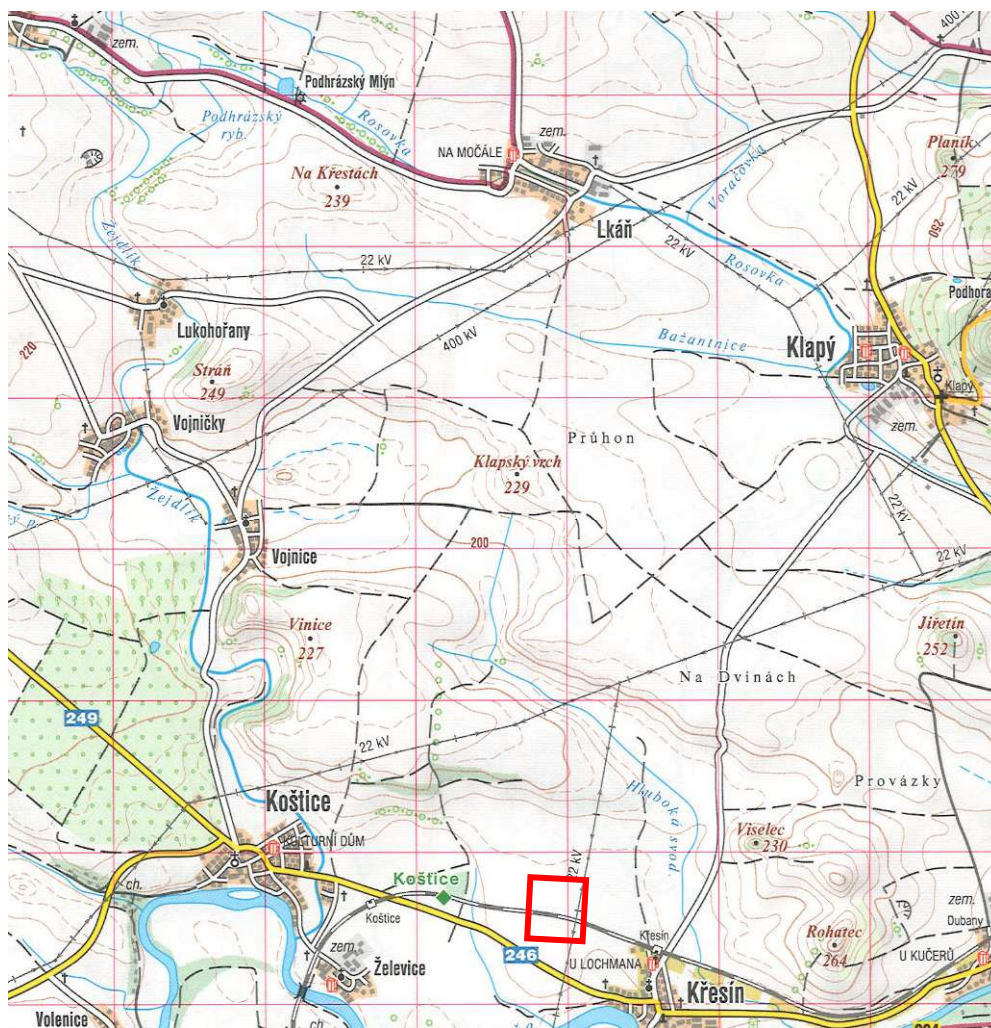 zem.
400 kV
Podhrázský Mlýn
Podhrázský
ryb.
Rosovka
NA MOČÁLE
zem.
Planík
279
Na Křestách
239
Voračovka
22 kV
Lkáň
22 kV
Rosovka
250
Žejdlík
22 kV
Podhora
Lukohořany
220
400 kV
Bažantnice
Klapý
Klapý
Stráň
249
Vojničky
Průhon
zem.
Klapský vrch
229
Žejdlík
22 kV
Vojnice
200
22 kV
Vinice
227
Jiřetín
252
Na Dvinách
249
22 kV
Provázky
Hluboká
svod
Koštice
KULTURNÍ DŮM
Viselec
230
ch.
Koštice
22 kV
Koštice
zem.
Dubany
Křesín
Rohatec
264
U KUČERŮ
246
U LOCHMANA
zem.
Želevice
Křesín
Volenice
ch.